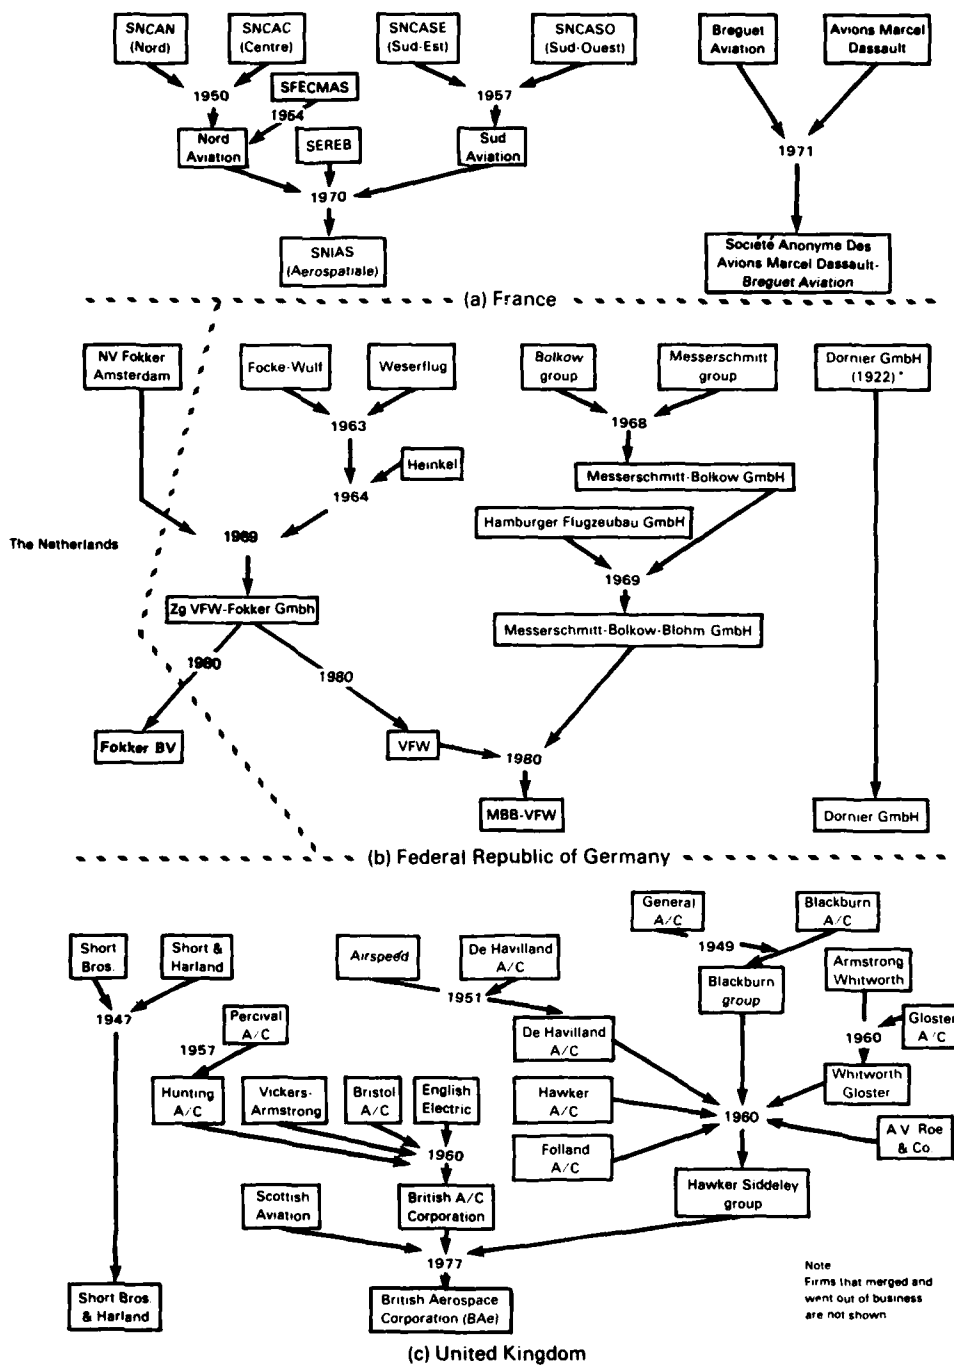 SNCAN
(Nord)
SNCAC
(Centre)
SNCASE
(Sud-Est)
SNCASO
(Sud-Ouest)
Breguet
Aviation
Avions Marcel
Dassault
SFECMAS
1950
1954
1957
Nord
Aviation
SEREB
Sud
Aviation
1971
1970
SNIAS
(Aerospatiale)
Société Anonyme Des
Avions Marcel Dassault-
Breguet Aviation
(a) France
NV Fokker
Amsterdam
Focke-Wulf
Weserflug
Bolkow
group
Messerschmitt
group
Dornier GmbH
(1922)*
1963
1968
Heinkel
1964
Messerschmitt-Bolkow GmbH
Hamburger Flugzeubau GmbH
The Netherlands
1969
1969
Zg VFW-Fokker Gmbh
Messerschmitt-Bolkow-Blohm GmbH
1980
1980
Fokker BV
VFW
1980
MBB-VFW
Dornier GmbH
(b) Federal Republic of Germany
General
A/C
Blackburn
A/C
Short
Bros.
Short &
Harland
Airspeed
De Havilland
A/C
1949
Armstrong
Whitworth
Blackburn
group
1951
1947
Percival
A/C
De Havilland
A/C
1960
Gloster
A/C
1957
Hunting
A/C
Vickers-
Armstrong
Bristol
A/C
English
Electric
Hawker
A/C
Whitworth
Gloster
1960
A V Roe
& Co
Folland
A/C
1960
Scottish
Aviation
British A/C
Corporation
Hawker Siddeley
group
1977
Short Bros.
& Harland
British Aerospace
Corporation (BAe)
Note
Firms that merged and
went out of business
are not shown
(c) United Kingdom